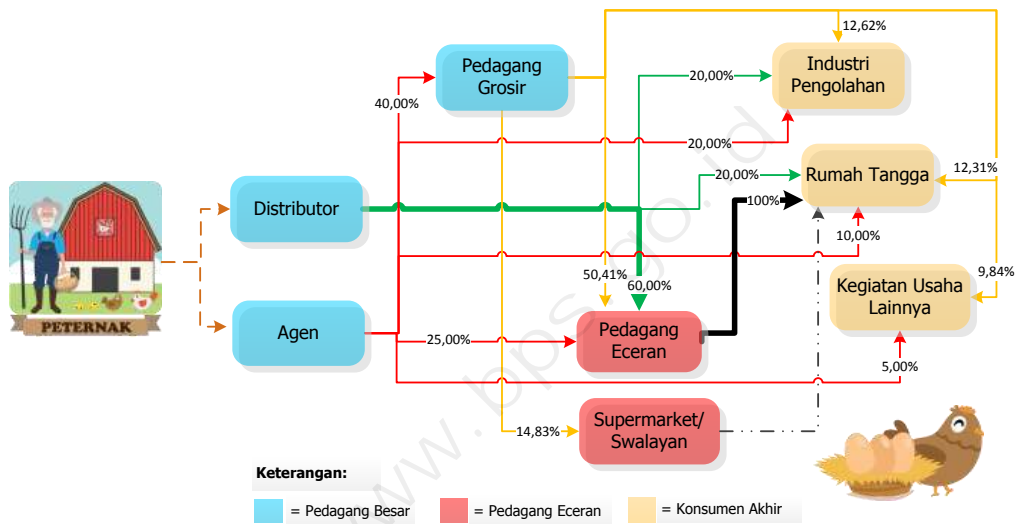 12,62%
Pedagang
Grosir
Industri
Pengolahan
20,00%
40,00%
20,00%
Rumah Tangga
12,31%
20,00%
100%
Distributor
10,00%
50,41%
60,00%
9,84%
Kegiatan Usaha
Lainnya
PETERNAK
Agen
25,00%
Pedagang
Eceran
5,00%
14,83%
Supermarket/
Swalayan
Keterangan:
= Pedagang Besar
= Pedagang Eceran
= Konsumen Akhir
www.bps.go.id